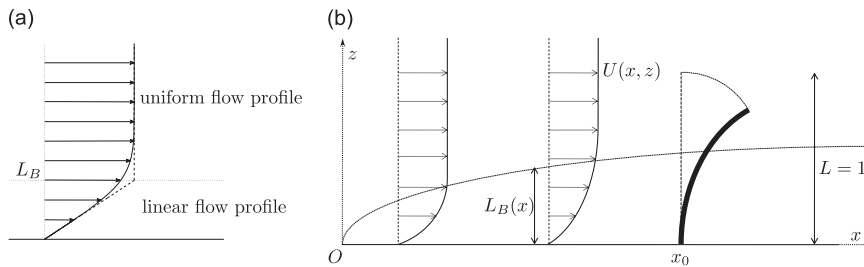 (a)
uniform flow profile
L_B
linear flow profile
(b)
z
U(x, z)
L_B(x)
L = 1
O
x_0
x